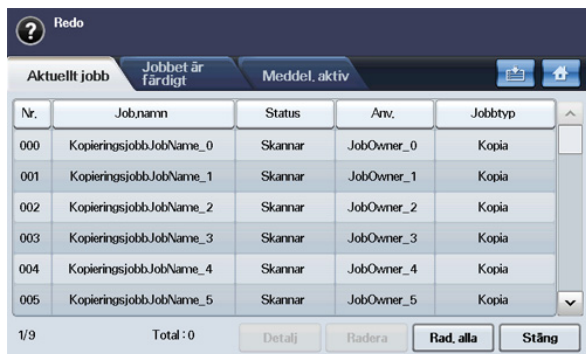 ? Redo
Aktuellt jobb Jobbet är färdigt Meddel. aktiv
Nr. Job.namn Status Anv. Jobbtyp
000 KopieringsjobbJobName_0 Skannar JobOwner_0 Kopia
001 KopieringsjobbJobName_1 Skannar JobOwner_1 Kopia
002 KopieringsjobbJobName_2 Skannar JobOwner_2 Kopia
003 KopieringsjobbJobName_3 Skannar JobOwner_3 Kopia
004 KopieringsjobbJobName_4 Skannar JobOwner_4 Kopia
005 KopieringsjobbJobName_5 Skannar JobOwner_5 Kopia
1/9 Total : 0 Detalj Radera Rad. alla Stäng